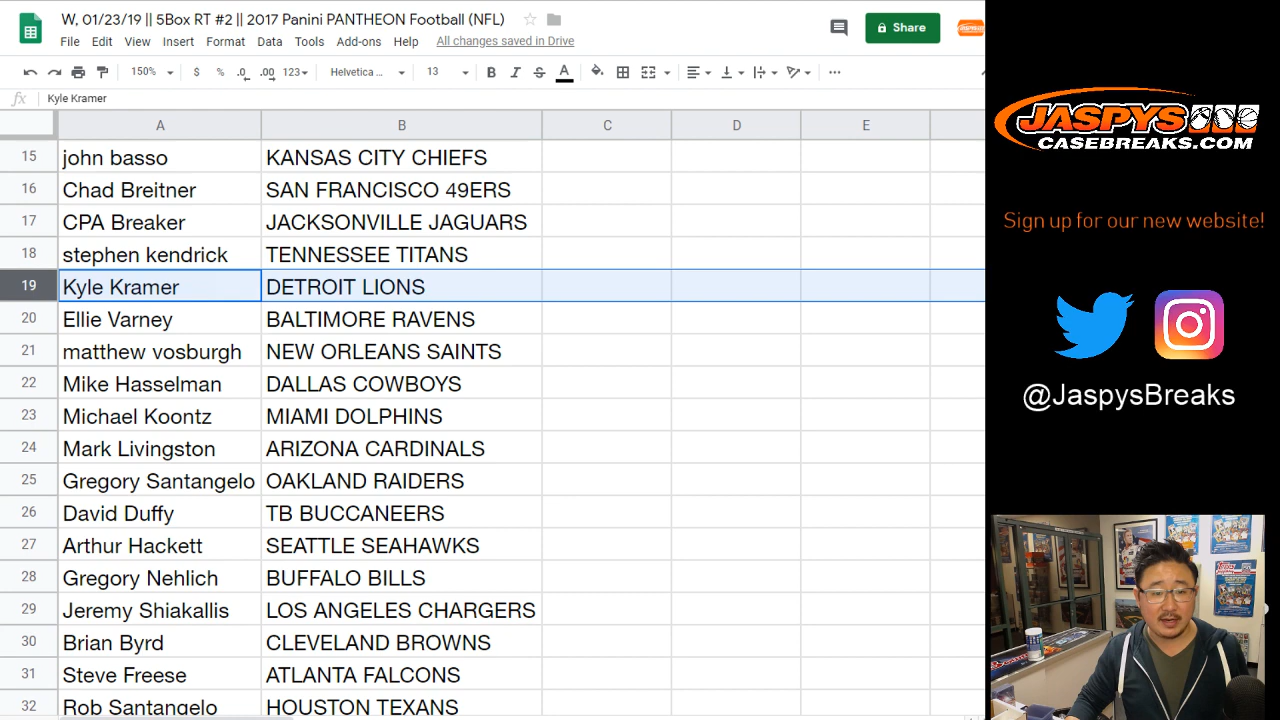 W, 01/23/19 || 5Box RT #2 || 2017 Panini PANTHEON Football (NFL)
File Edit View Insert Format Data Tools Add-ons Help All changes saved in Drive
Share
150% $ % .0 .00 123 Helvetica ... 13 B I S A
fx Kyle Kramer
A B C D E
15 john basso KANSAS CITY CHIEFS
16 Chad Breitner SAN FRANCISCO 49ERS
17 CPA Breaker JACKSONVILLE JAGUARS
18 stephen kendrick TENNESSEE TITANS
19 Kyle Kramer DETROIT LIONS
20 Ellie Varney BALTIMORE RAVENS
21 matthew vosburgh NEW ORLEANS SAINTS
22 Mike Hasselman DALLAS COWBOYS
23 Michael Koontz MIAMI DOLPHINS
24 Mark Livingston ARIZONA CARDINALS
25 Gregory Santangelo OAKLAND RAIDERS
26 David Duffy TB BUCCANEERS
27 Arthur Hackett SEATTLE SEAHAWKS
28 Gregory Nehlich BUFFALO BILLS
29 Jeremy Shiakallis LOS ANGELES CHARGERS
30 Brian Byrd CLEVELAND BROWNS
31 Steve Freese ATLANTA FALCONS
32 Rob Santangelo HOUSTON TEXANS
JASPYS
CASEBREAKS.COM
Sign up for our new website!
@JaspysBreaks